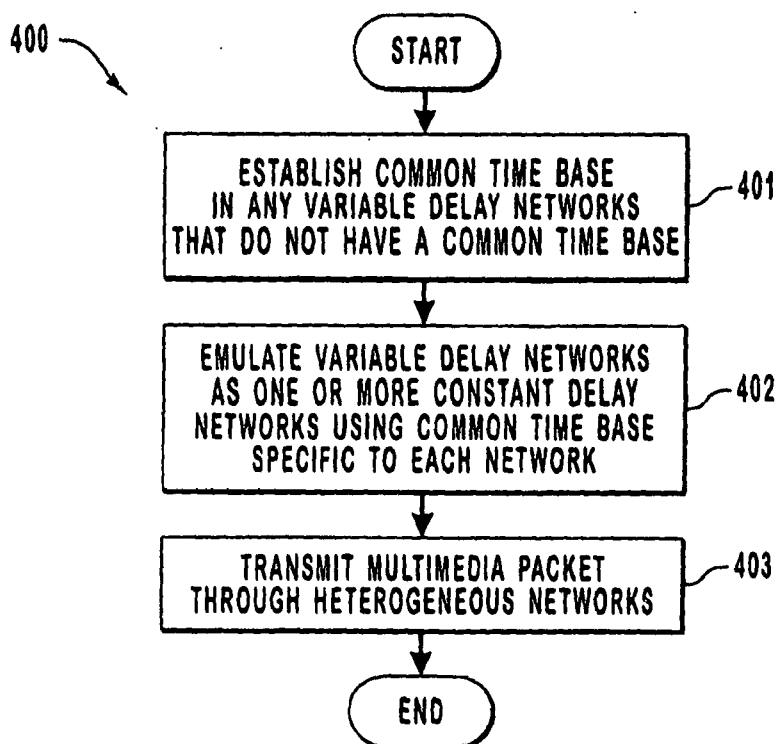 400
START
ESTABLISH COMMON TIME BASE
IN ANY VARIABLE DELAY NETWORKS
THAT DO NOT HAVE A COMMON TIME BASE
401
EMULATE VARIABLE DELAY NETWORKS
AS ONE OR MORE CONSTANT DELAY
NETWORKS USING COMMON TIME BASE
SPECIFIC TO EACH NETWORK
402
TRANSMIT MULTIMEDIA PACKET
THROUGH HETEROGENEOUS NETWORKS
403
END